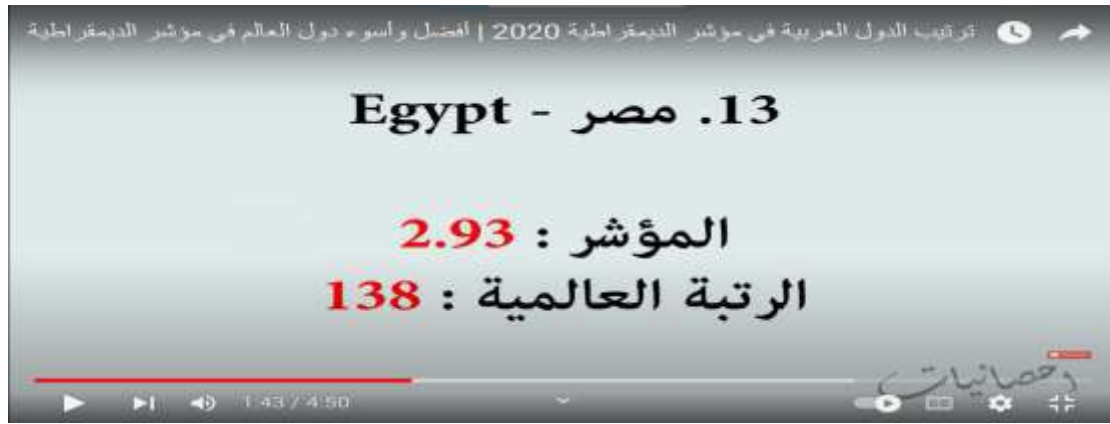 ترتيب الدول العربية في مؤشر الديمقراطية 2020 | أفضل وأسوء دول العالم في مؤشر الديمقراطية
13. مصر - Egypt
المؤشر : 2.93
الرتبة العالمية : 138
إحصائيات
1:43 / 4:50